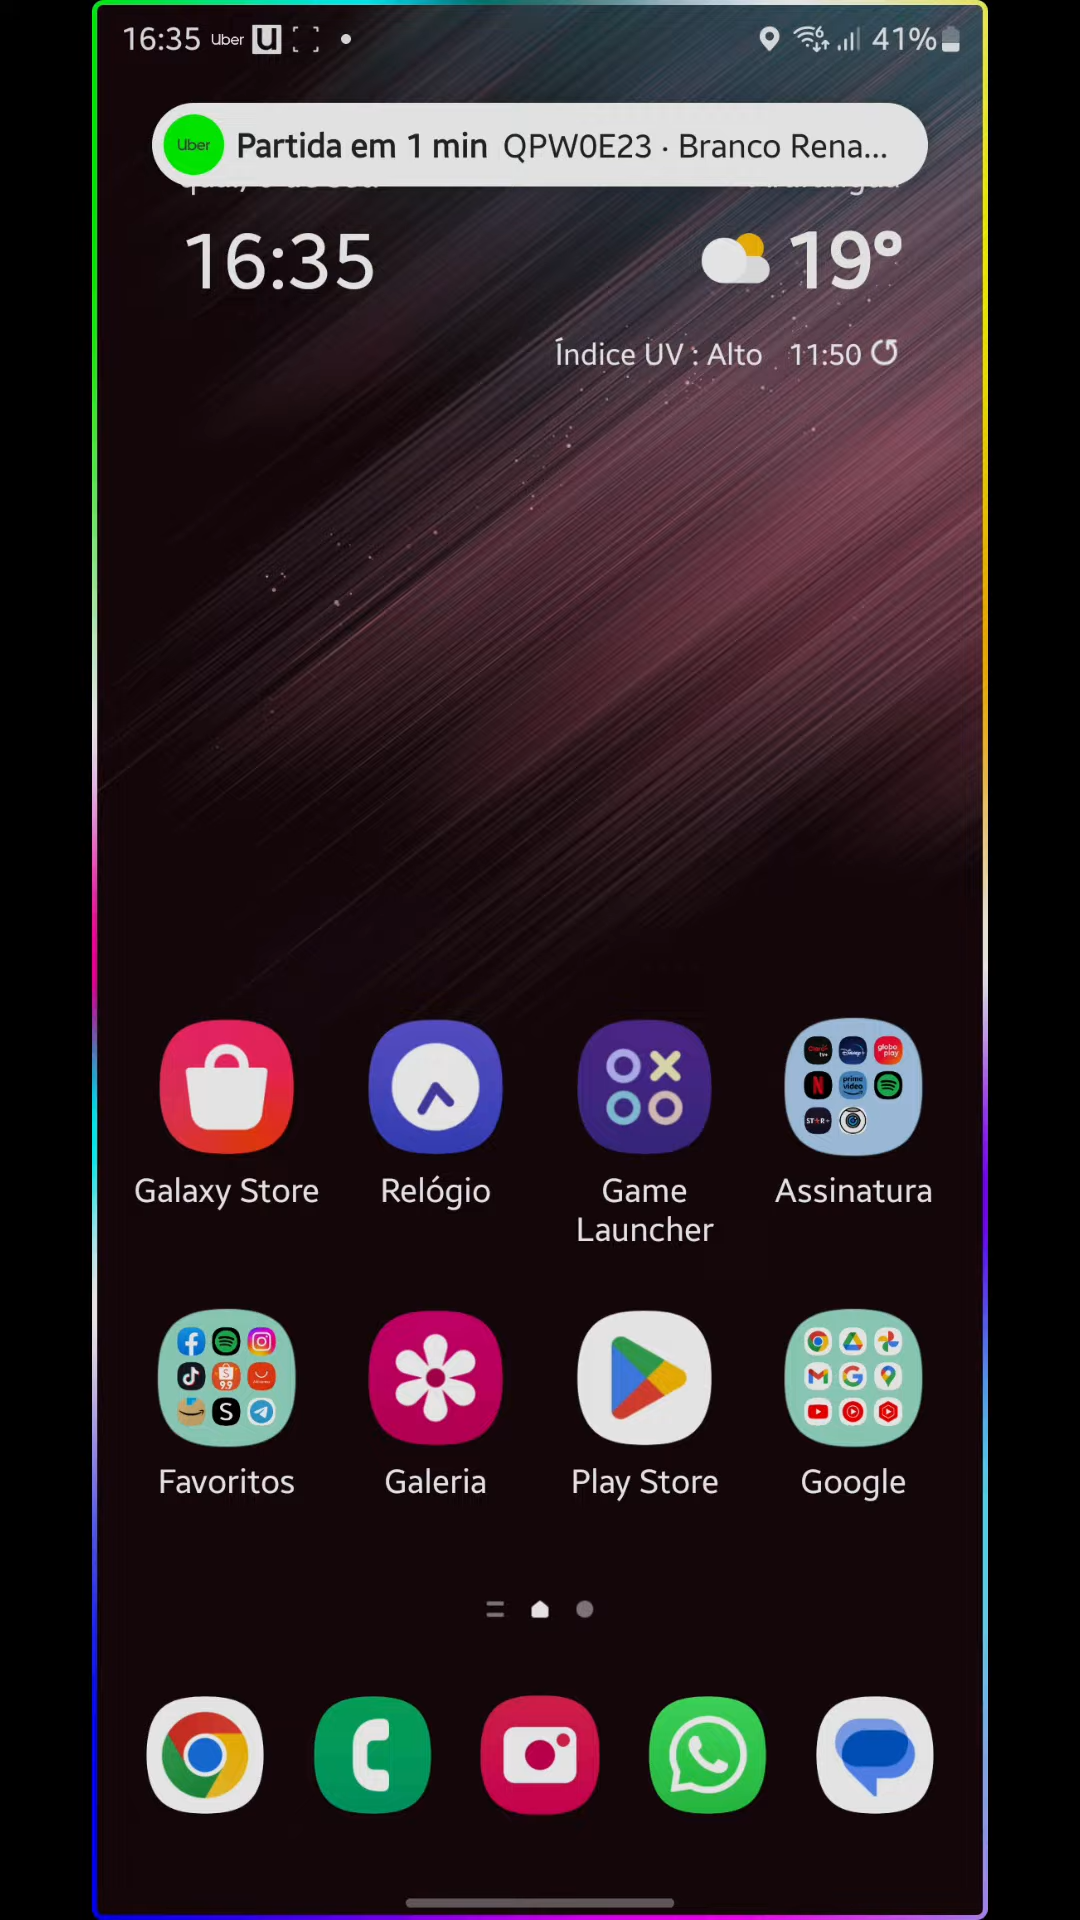 16:35 Uber U 41%
Uber Partida em 1 min QPW0E23 · Branco Rena...
16:35 19°
Índice UV : Alto 11:50
Galaxy Store Relógio Game Launcher Assinatura
Favoritos Galeria Play Store Google